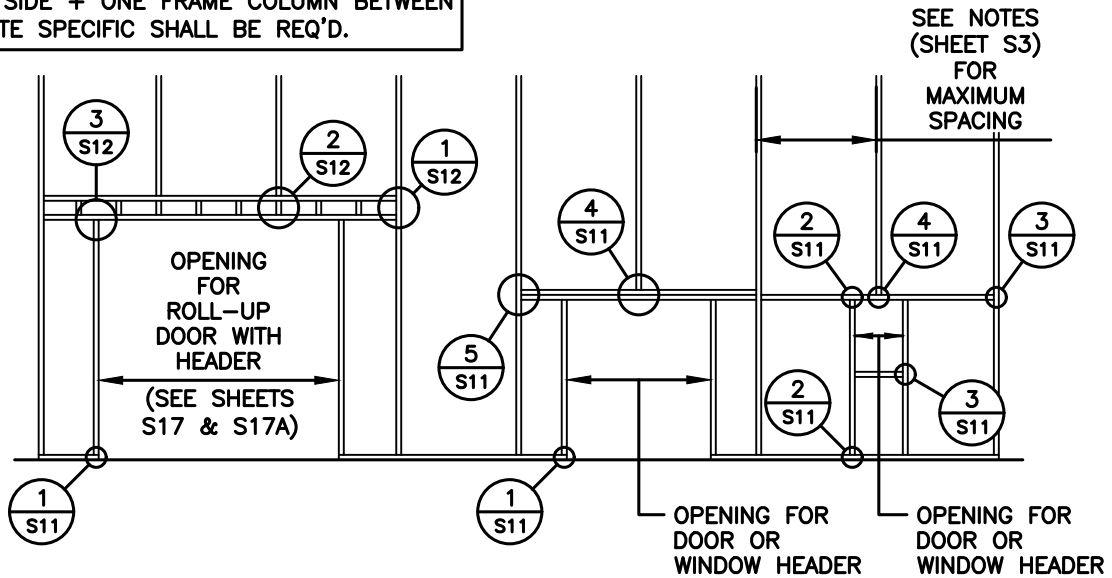 SIDE + ONE FRAME COLUMN BETWEEN
TE SPECIFIC SHALL BE REQ'D.
SEE NOTES
(SHEET S3)
FOR
MAXIMUM
SPACING
3
S12
2
S12
1
S12
4
S11
2
S11
4
S11
3
S11
OPENING
FOR
ROLL-UP
DOOR WITH
HEADER
(SEE SHEETS
S17 & S17A)
5
S11
2
S11
3
S11
1
S11
1
S11
OPENING FOR
DOOR OR
WINDOW HEADER
OPENING FOR
DOOR OR
WINDOW HEADER